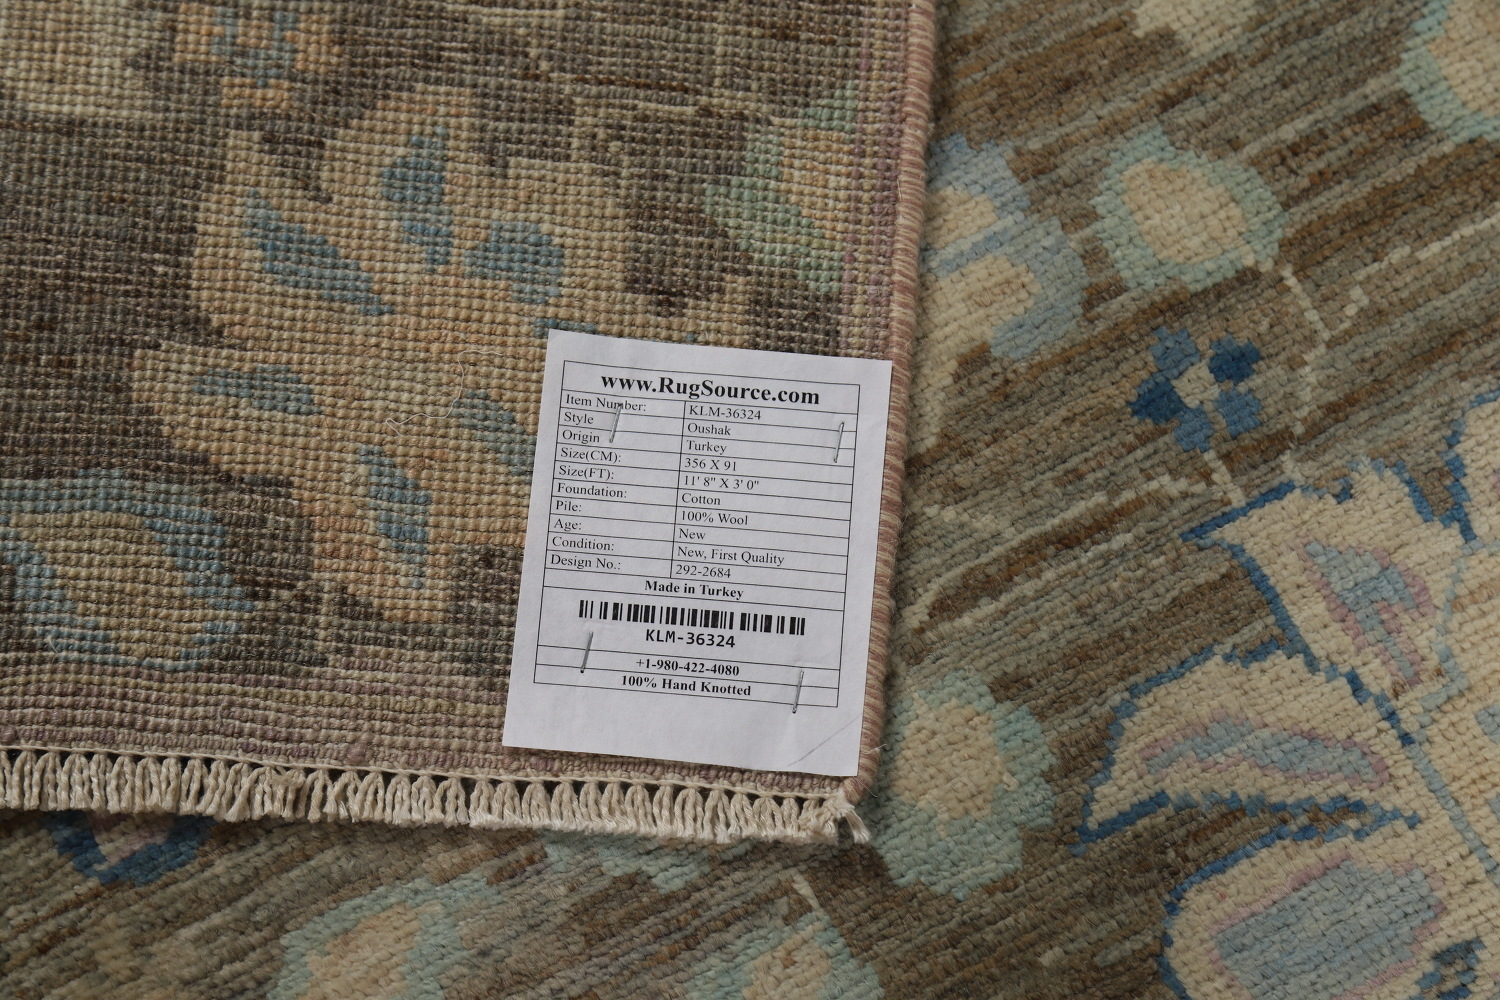 www.RugSource.com
Item Number: KLM-36324
Style Oushak
Origin Turkey
Size(CM): 356 X 91
Size(FT): 11' 8" X 3' 0"
Foundation: Cotton
Pile: 100% Wool
Age: New
Condition: New, First Quality
Design No.: 292-2684
Made in Turkey
KLM-36324
+1-980-422-4080
100% Hand Knotted